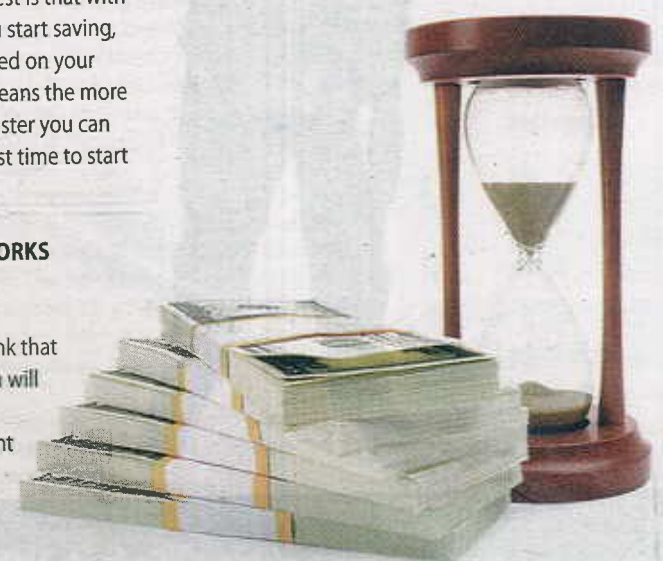 est is that with
u start saving,
ed on your
eans the more
ster you can
st time to start
ORKS
nk that
will
nt